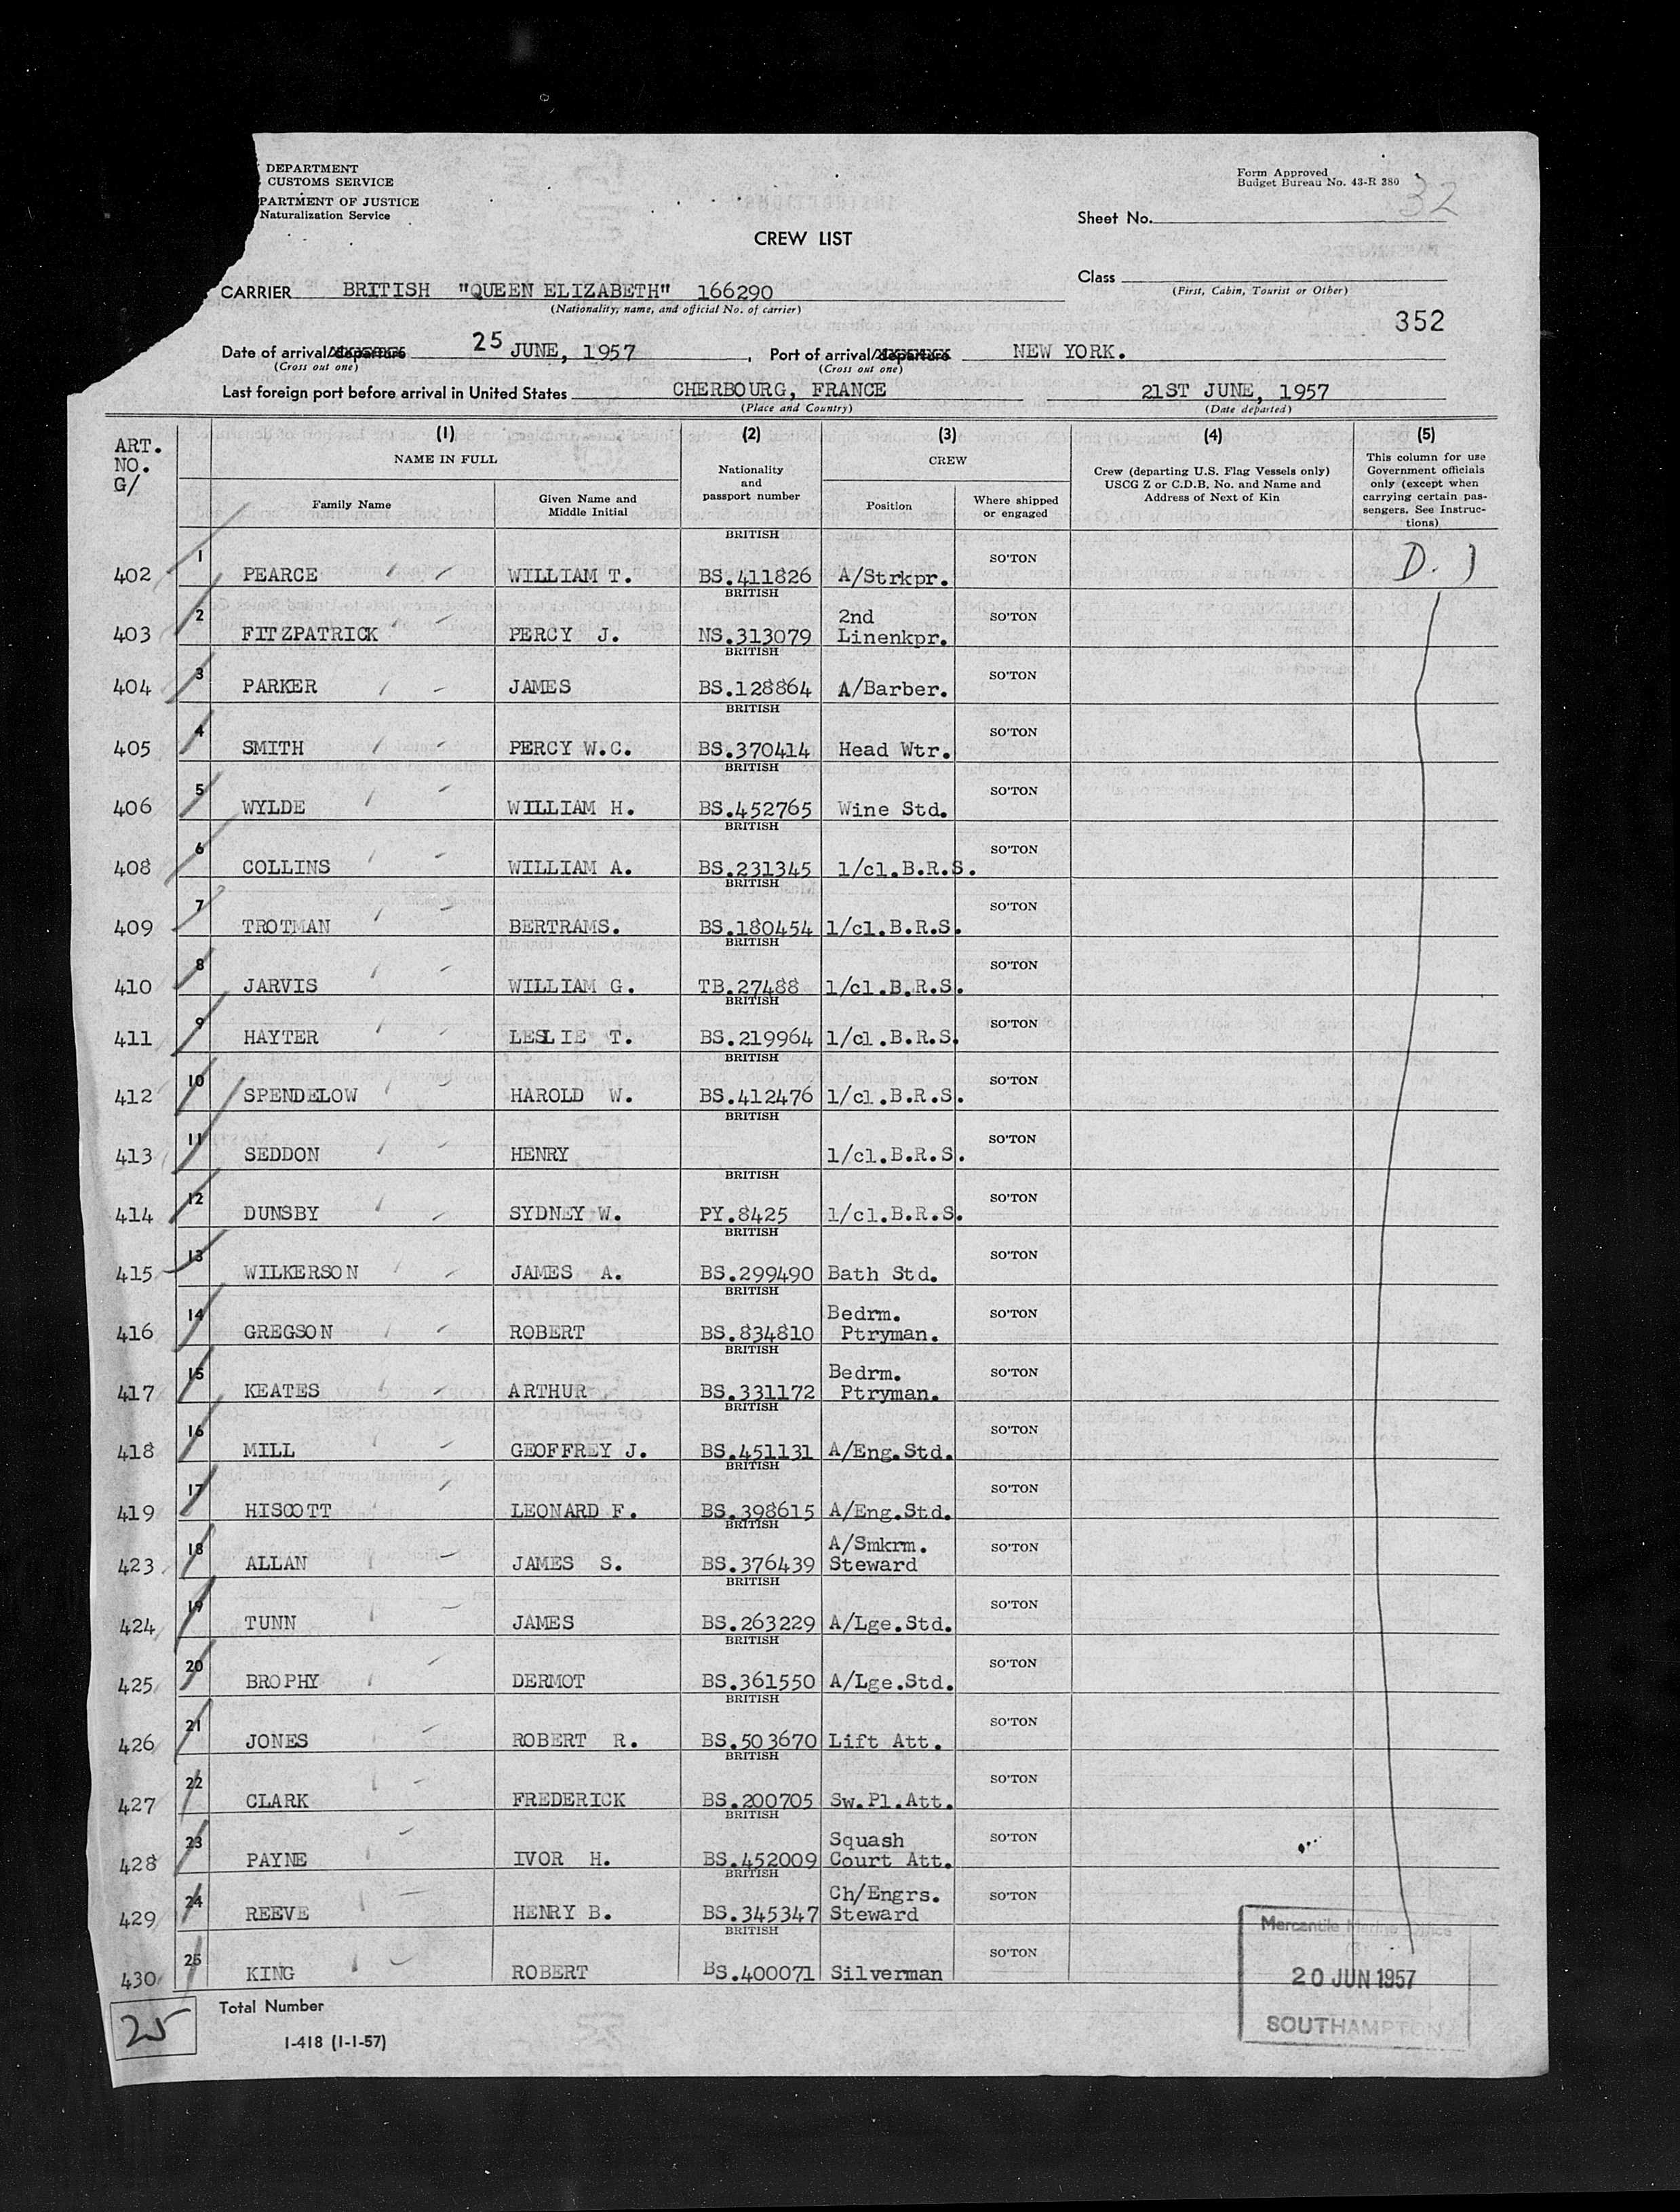 DEPARTMENT
CUSTOMS SERVICE
PARTMENT OF JUSTICE
Naturalization Service
Form Approved
Budget Bureau No. 43-R 380
Sheet No. 32
CREW LIST
Class
(First, Cabin, Tourist or Other)
CARRIER BRITISH "QUEEN ELIZABETH" 166290
(Nationality, name, and official No. of carrier)
352
Date of arrival/departure 25 JUNE, 1957, Port of arrival/departure NEW YORK.
(Cross out one) (Cross out one)
Last foreign port before arrival in United States CHERBOURG, FRANCE 21ST JUNE, 1957
(Place and Country) (Date departed)
ART. NO. G/
(1) (2) (3) (4) (5)
NAME IN FULL
Family Name
Given Name and Middle Initial
Nationality and passport number
CREW
Position
Where shipped or engaged
Crew (departing U.S. Flag Vessels only) USCG Z or C.D.B. No. and Name and Address of Next of Kin
This column for use Government officials only (except when carrying certain passengers. See Instructions)
402 1 PEARCE WILLIAM T. BRITISH BS.411826 A/Strkpr. SO'TON D. 1
403 2 FITZPATRICK PERCY J. BRITISH NS.313079 2nd Linenkpr. SO'TON
404 3 PARKER JAMES BRITISH BS.128864 A/Barber. SO'TON
405 4 SMITH PERCY W.C. BRITISH BS.370414 Head Wtr. SO'TON
406 5 WYLDE WILLIAM H. BRITISH BS.452765 Wine Std. SO'TON
408 6 COLLINS WILLIAM A. BRITISH BS.231345 1/cl.B.R.S. SO'TON
409 7 TROTMAN BERTRAMS. BRITISH BS.180454 1/cl.B.R.S. SO'TON
410 8 JARVIS WILLIAM G. BRITISH TB.27488 1/cl.B.R.S. SO'TON
411 9 HAYTER LESLIE T. BRITISH BS.219964 1/cl.B.R.S. SO'TON
412 10 SPENDELOW HAROLD W. BRITISH BS.412476 1/cl.B.R.S. SO'TON
413 11 SEDDON HENRY BRITISH 1/cl.B.R.S. SO'TON
414 12 DUNSBY SYDNEY W. BRITISH PY.8425 1/cl.B.R.S. SO'TON
415 13 WILKERSON JAMES A. BRITISH BS.299490 Bath Std. SO'TON
416 14 GREGSON ROBERT BRITISH BS.834810 Bedrm. Ptryman. SO'TON
417 15 KEATES ARTHUR BRITISH BS.331172 Bedrm. Ptryman. SO'TON
418 16 MILL GEOFFREY J. BRITISH BS.451131 A/Eng.Std. SO'TON
419 17 HISCOTT LEONARD F. BRITISH BS.398615 A/Eng.Std. SO'TON
423 18 ALLAN JAMES S. BRITISH BS.376439 A/Smkrm. Steward SO'TON
424 19 TUNN JAMES BRITISH BS.263229 A/Lge.Std. SO'TON
425 20 BROPHY DERMOT BRITISH BS.361550 A/Lge.Std. SO'TON
426 21 JONES ROBERT R. BRITISH BS.503670 Lift Att. SO'TON
427 22 CLARK FREDERICK BRITISH BS.200705 Sw.Pl.Att. SO'TON
428 23 PAYNE IVOR H. BRITISH BS.452009 Squash Court Att. SO'TON
429 24 REEVE HENRY B. BRITISH BS.345347 Ch/Engrs. Steward SO'TON
430 25 KING ROBERT BRITISH BS.400071 Silverman SO'TON
Mercantile Marine Office
20 JUN 1957
SOUTHAMPTON
25 Total Number
I-418 (1-1-57)